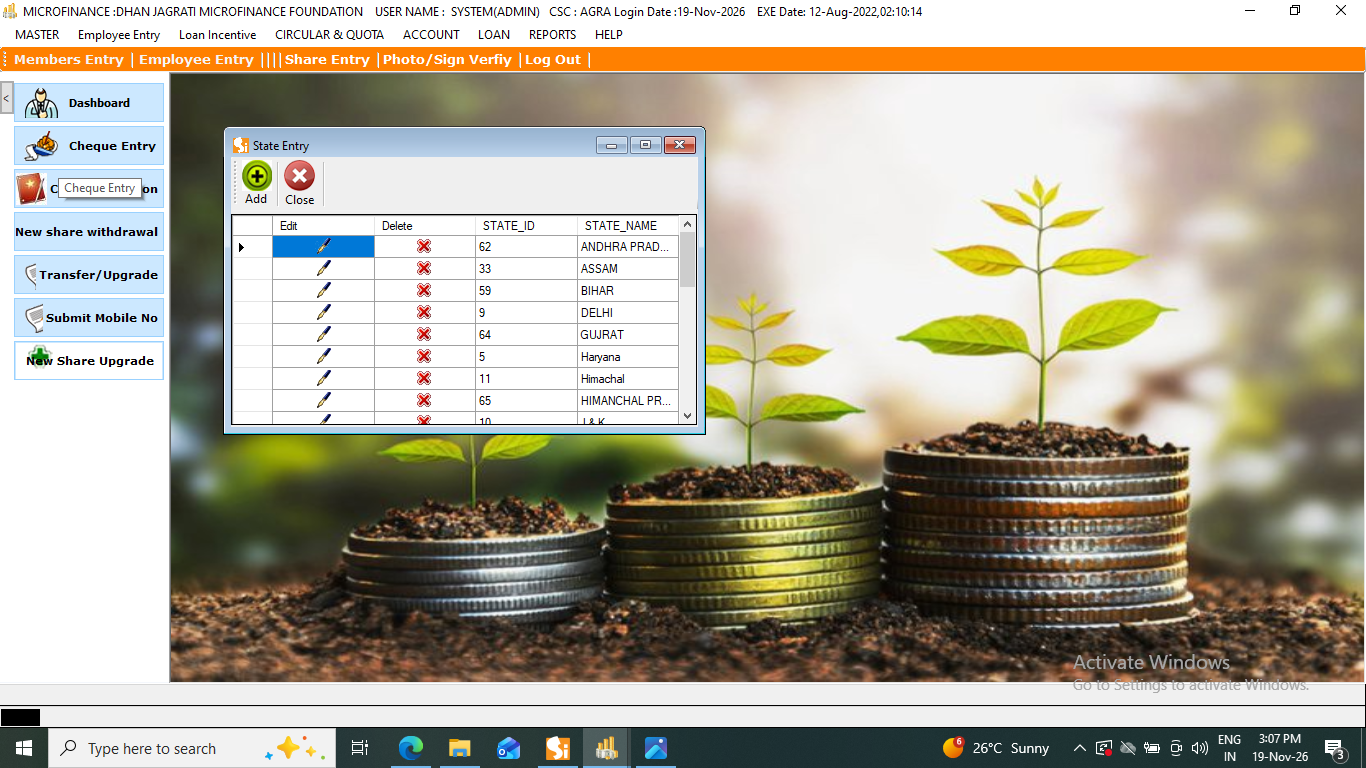 MICROFINANCE :DHAN JAGRATI MICROFINANCE FOUNDATION USER NAME : SYSTEM(ADMIN) CSC : AGRA Login Date :19-Nov-2026 EXE Date: 12-Aug-2022,02:10:14
MASTER Employee Entry Loan Incentive CIRCULAR & QUOTA ACCOUNT LOAN REPORTS HELP
Members Entry | Employee Entry ||||Share Entry |Photo/Sign Verfiy |Log Out |
<
Dashboard
Cheque Entry
Cheque Entry
on
New share withdrawal
Transfer/Upgrade
Submit Mobile No
New Share Upgrade
State Entry
Add Close
Edit Delete STATE_ID STATE_NAME
62 ANDHRA PRAD...
33 ASSAM
59 BIHAR
9 DELHI
64 GUJRAT
5 Haryana
11 Himachal
65 HIMANCHAL PR...
10 J & K
Activate Windows
Go to Settings to activate Windows.
Type here to search
6 26°C Sunny
ENG
IN
3:07 PM
19-Nov-26
3